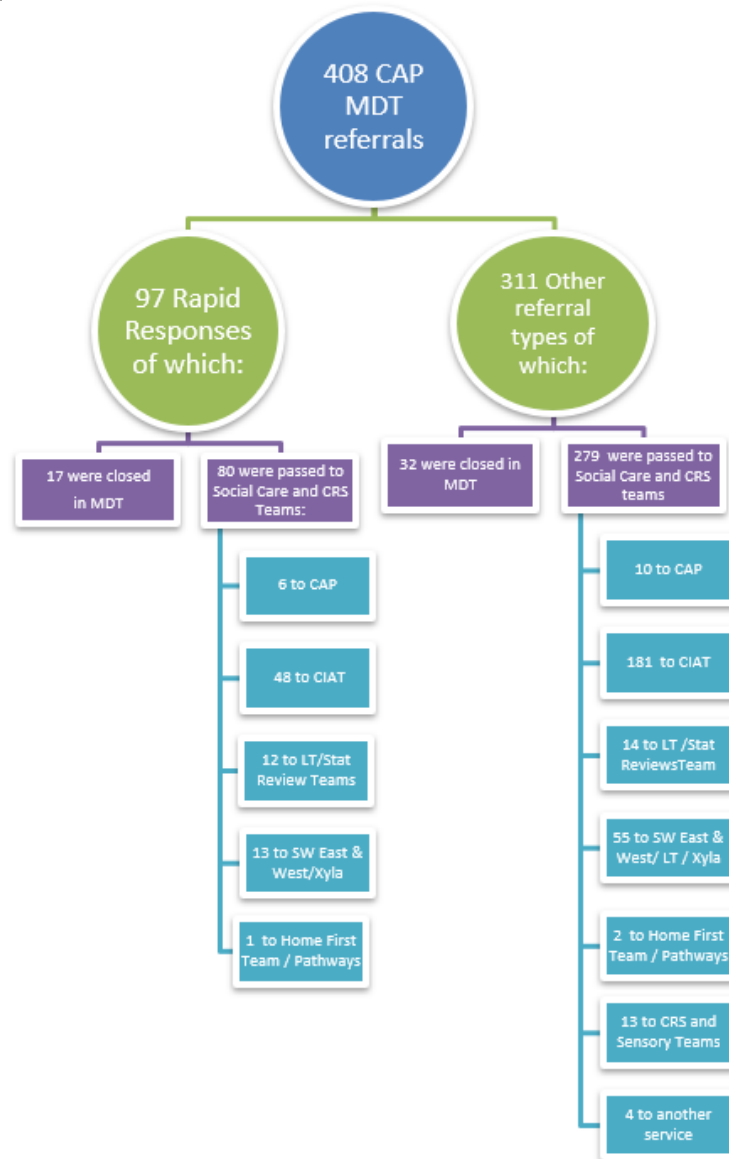 408 CAP
MDT
referrals
97 Rapid
Responses
of which:
311 Other
referral
types of
which:
17 were closed
in MDT
80 were passed to
Social Care and CRS
Teams:
32 were closed in
MDT
279 were passed to
Social Care and CRS
teams
6 to CAP
48 to CIAT
12 to LT/Stat
Review Teams
13 to SW East &
West/Xyla
1 to Home First
Team / Pathways
10 to CAP
181 to CIAT
14 to LT /Stat
ReviewsTeam
55 to SW East &
West/ LT / Xyla
2 to Home First
Team / Pathways
13 to CRS and
Sensory Teams
4 to another
service